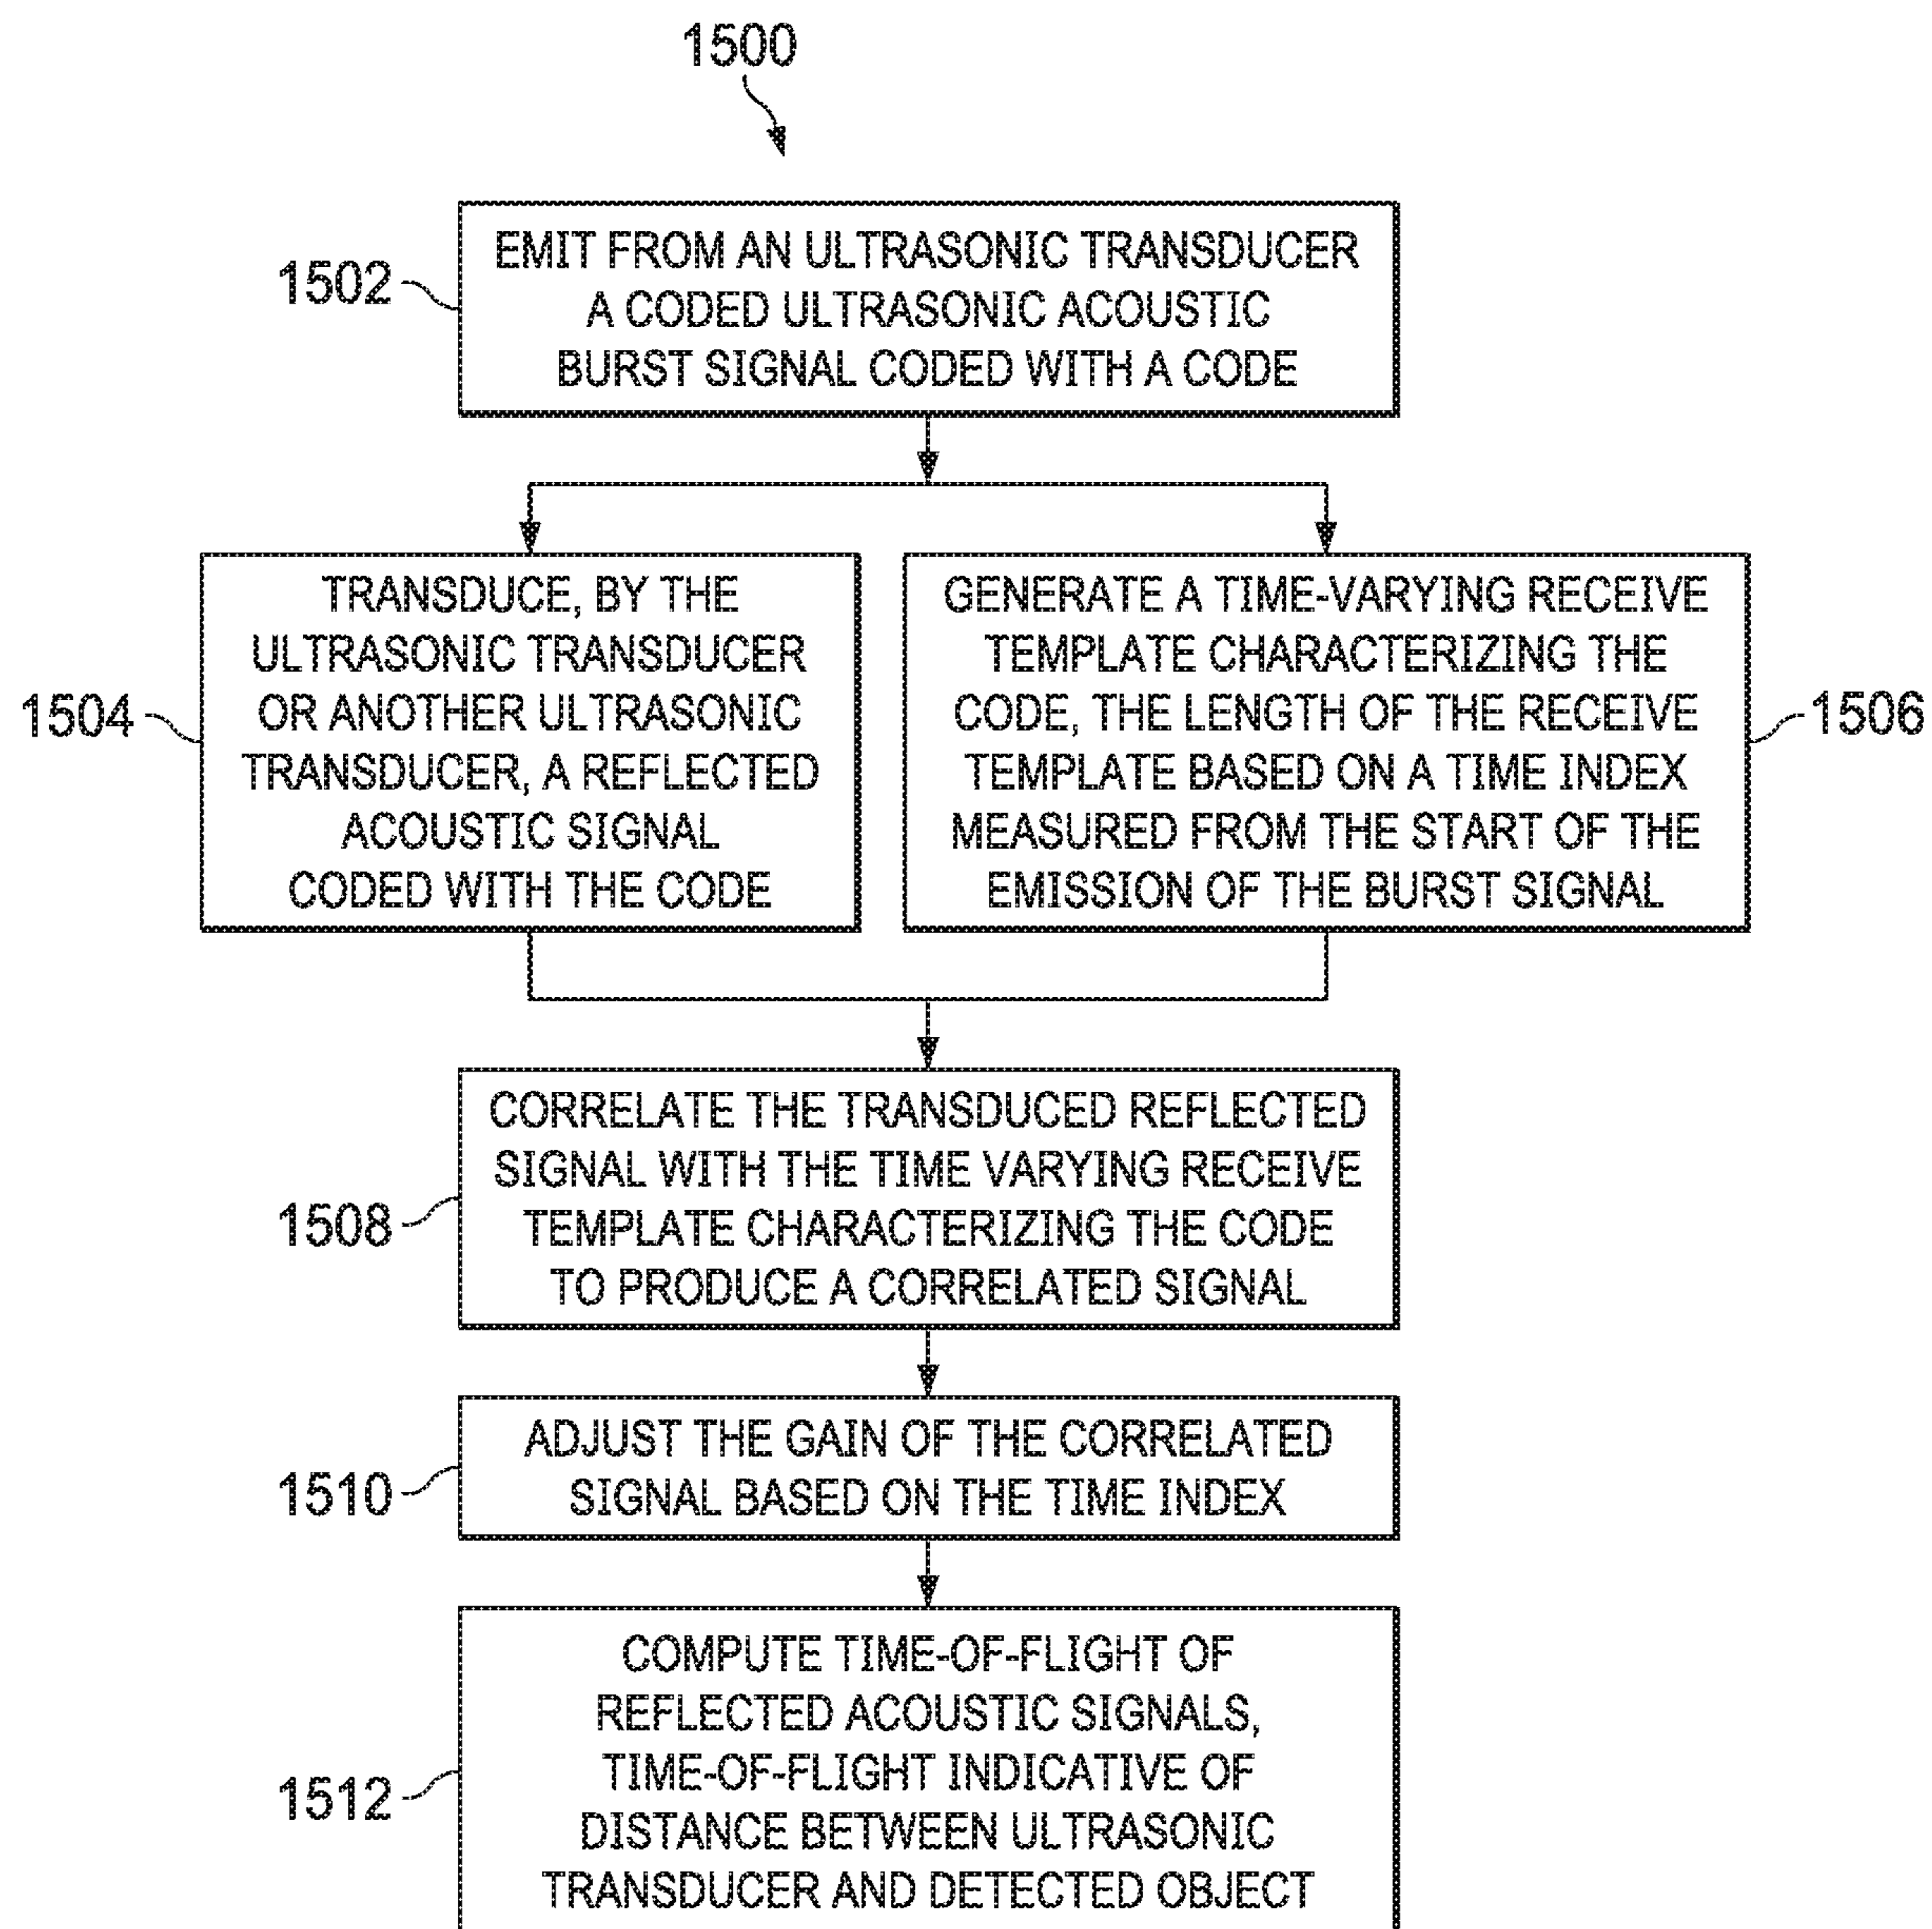 1500
1502
EMIT FROM AN ULTRASONIC TRANSDUCER
A CODED ULTRASONIC ACOUSTIC
BURST SIGNAL CODED WITH A CODE
1504
TRANSDUCE, BY THE
ULTRASONIC TRANSDUCER
OR ANOTHER ULTRASONIC
TRANSDUCER, A REFLECTED
ACOUSTIC SIGNAL
CODED WITH THE CODE
GENERATE A TIME-VARYING RECEIVE
TEMPLATE CHARACTERIZING THE
CODE, THE LENGTH OF THE RECEIVE
TEMPLATE BASED ON A TIME INDEX
MEASURED FROM THE START OF THE
EMISSION OF THE BURST SIGNAL
1506
1508
CORRELATE THE TRANSDUCED REFLECTED
SIGNAL WITH THE TIME VARYING RECEIVE
TEMPLATE CHARACTERIZING THE CODE
TO PRODUCE A CORRELATED SIGNAL
1510
ADJUST THE GAIN OF THE CORRELATED
SIGNAL BASED ON THE TIME INDEX
1512
COMPUTE TIME-OF-FLIGHT OF
REFLECTED ACOUSTIC SIGNALS,
TIME-OF-FLIGHT INDICATIVE OF
DISTANCE BETWEEN ULTRASONIC
TRANSDUCER AND DETECTED OBJECT